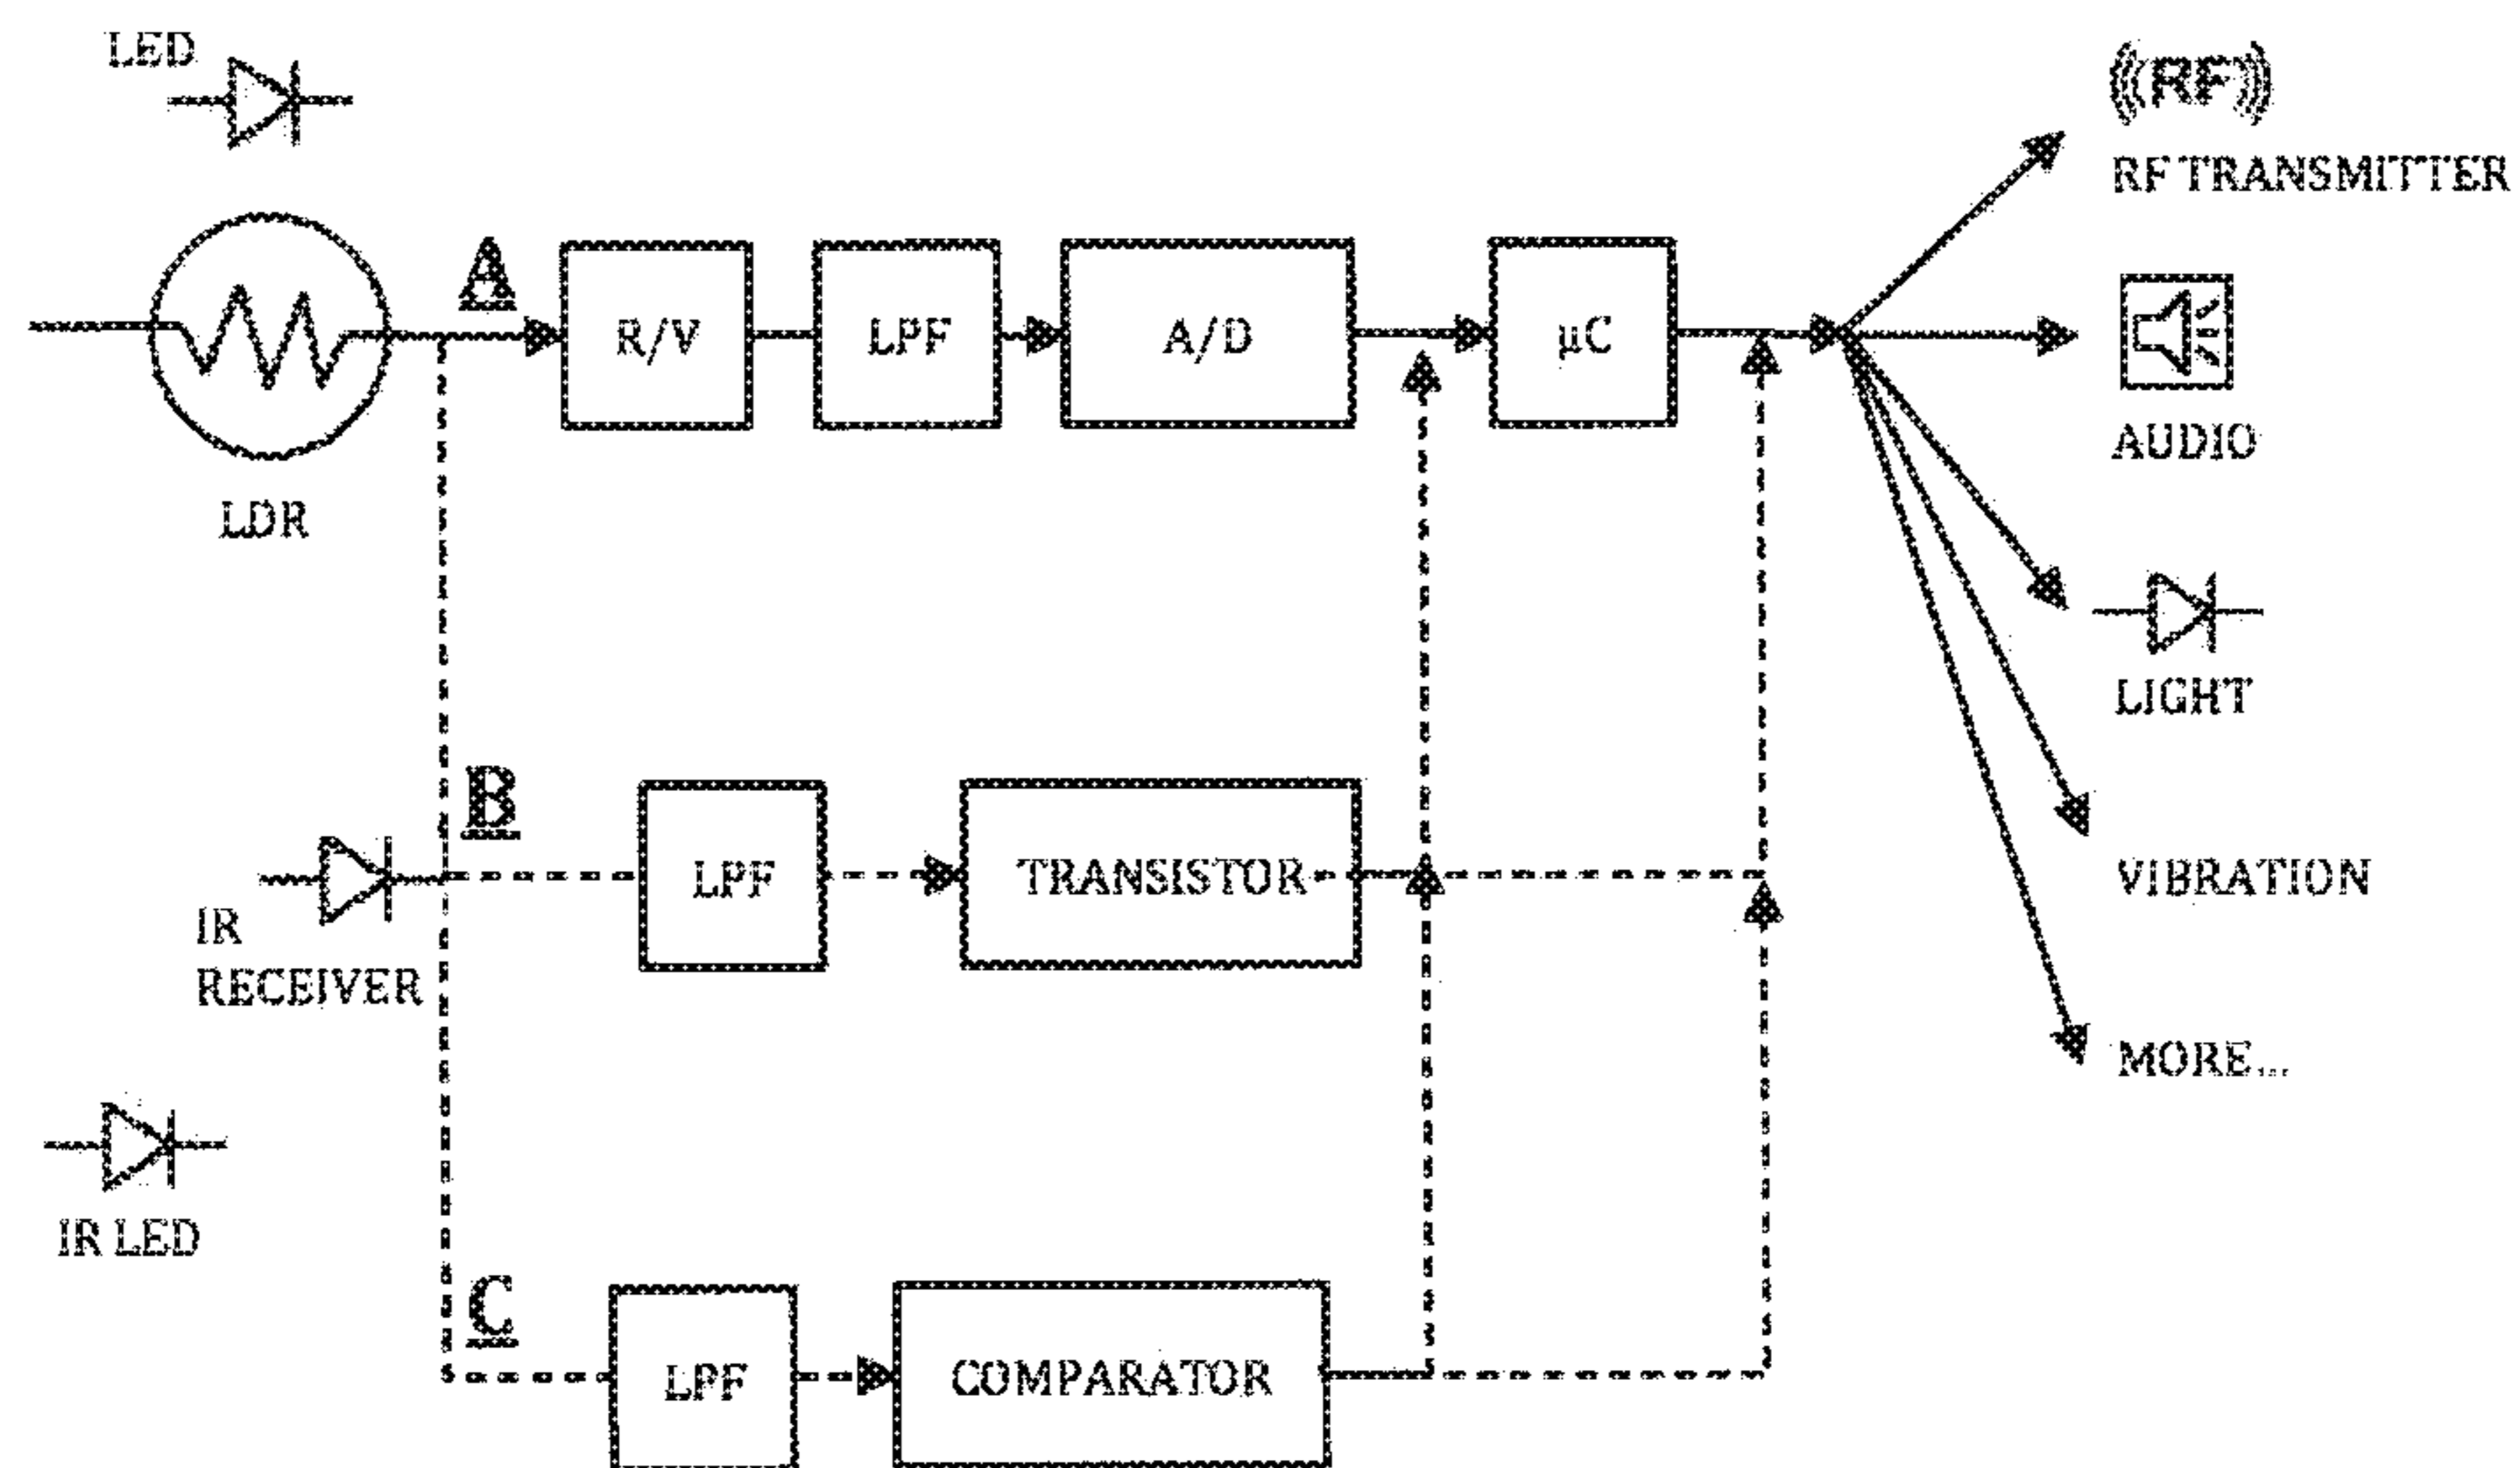 LED
((RF))
RF TRANSMITTER
A
R/V
LPF
A/D
µC
AUDIO
LDR
LIGHT
B
LPF
TRANSISTOR
VIBRATION
IR
RECEIVER
MORE...
IR LED
C
LPF
COMPARATOR